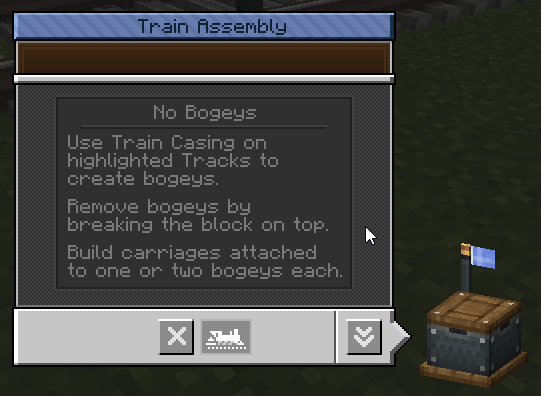 Train Assembly
No Bogeys
Use Train Casing on
highlighted Tracks to
create bogeys.
Remove bogeys by
breaking the block on top.
Build carriages attached
to one or two bogeys each.